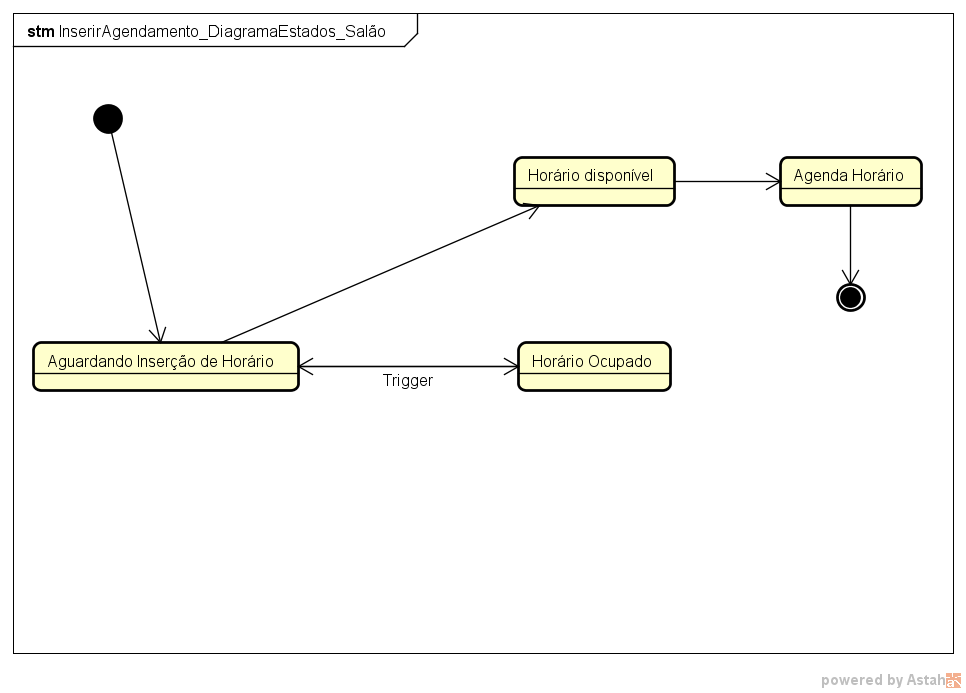 stm InserirAgendamento_DiagramaEstados_Salão
Horário disponível
Agenda Horário
Aguardando Inserção de Horário
Horário Ocupado
Trigger
powered by Astah